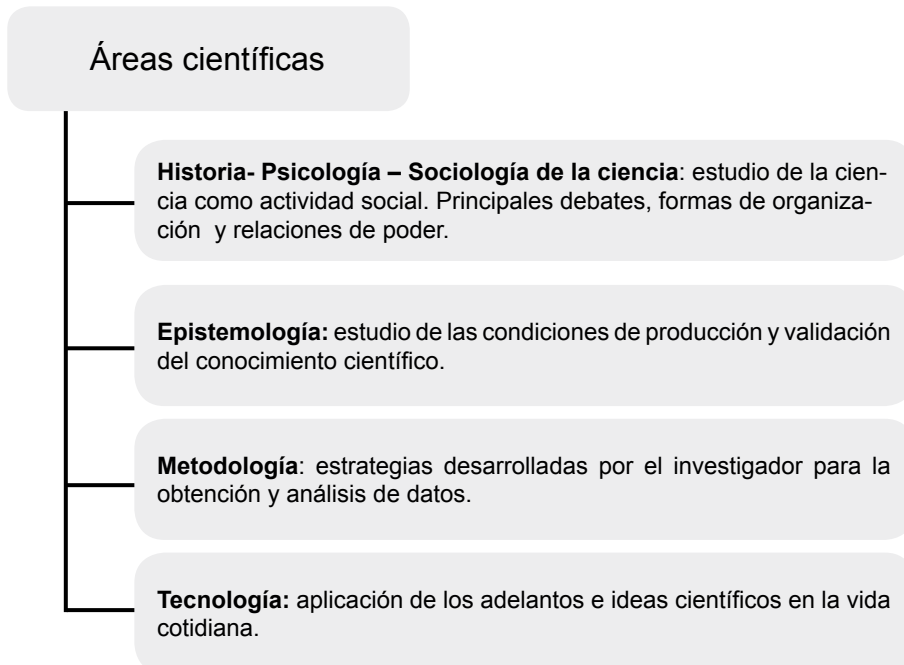 Áreas científicas
Historia- Psicología – Sociología de la ciencia: estudio de la cien-
cia como actividad social. Principales debates, formas de organiza-
ción y relaciones de poder.
Epistemología: estudio de las condiciones de producción y validación
del conocimiento científico.
Metodología: estrategias desarrolladas por el investigador para la
obtención y análisis de datos.
Tecnología: aplicación de los adelantos e ideas científicos en la vida
cotidiana.